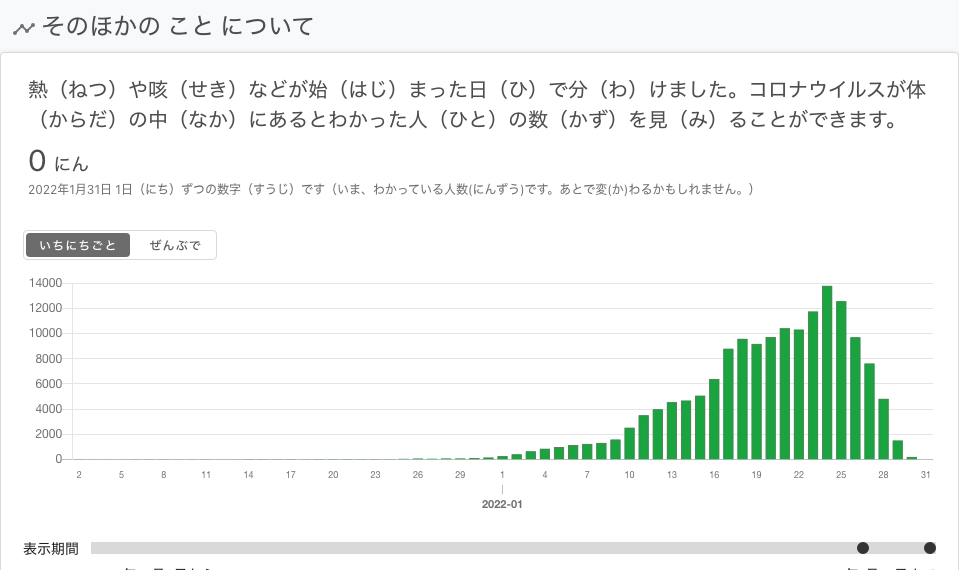 そのほかの こと について
熱（ねつ）や咳（せき）などが始（はじ）まった日（ひ）で分（わ）けました。コロナウイルスが体
（からだ）の中（なか）にあるとわかった人（ひと）の数（かず）を見（み）ることができます。
0 にん
2022年1月31日 1日（にち）ずつの数字（すうじ）です（いま、わかっている人数(にんずう)です。あとで変(か)わるかもしれません。）
いちにちごと ぜんぶで
14000
12000
10000
8000
6000
4000
2000
0
2 5 8 11 14 17 20 23 26 29 1 4 7 10 13 16 19 22 25 28 31
2022-01
表示期間